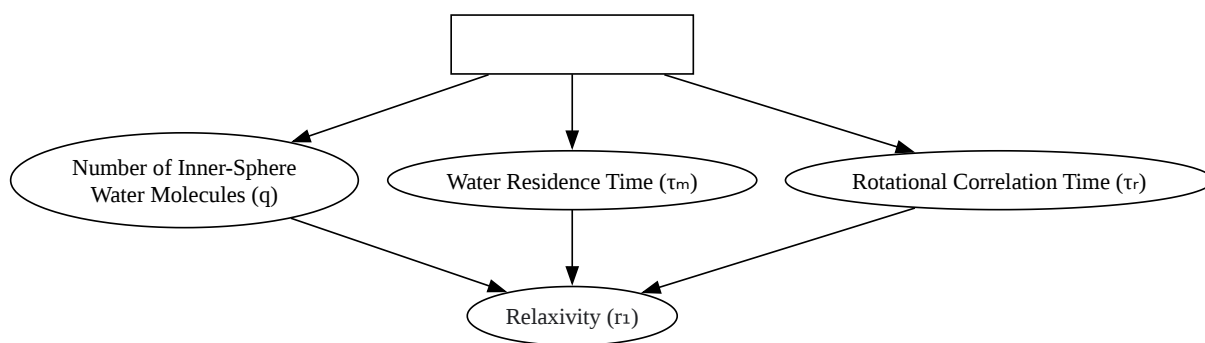 Number of Inner-Sphere
Water Molecules (q)
Water Residence Time (τₘ)
Rotational Correlation Time (τᵣ)
Relaxivity (r₁)